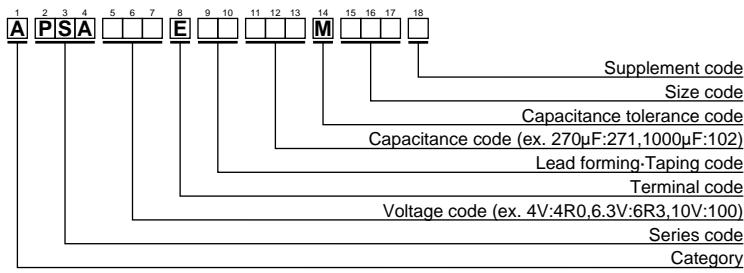 1 2 3 4 5 6 7 8 9 10 11 12 13 14 15 16 17 18
A P S A E M
Supplement code
Size code
Capacitance tolerance code
Capacitance code (ex. 270µF:271,1000µF:102)
Lead forming·Taping code
Terminal code
Voltage code (ex. 4V:4R0,6.3V:6R3,10V:100)
Series code
Category